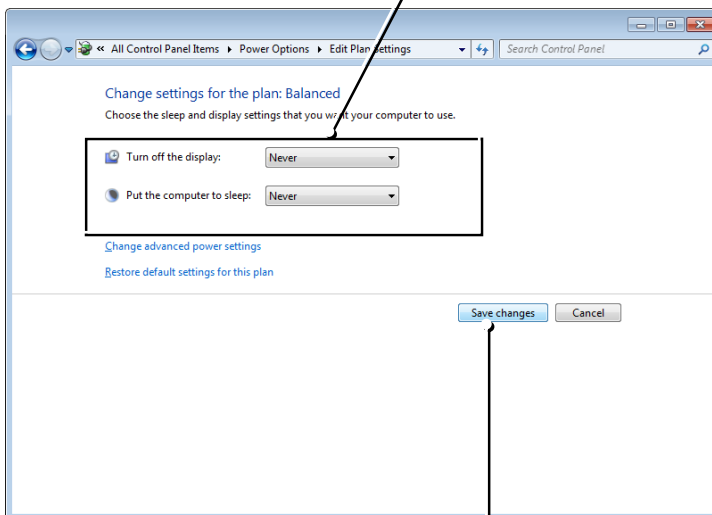 « All Control Panel Items ▸ Power Options ▸ Edit Plan Settings Search Control Panel
Change settings for the plan: Balanced
Choose the sleep and display settings that you want your computer to use.
Turn off the display: Never
Put the computer to sleep: Never
Change advanced power settings
Restore default settings for this plan
Save changes Cancel